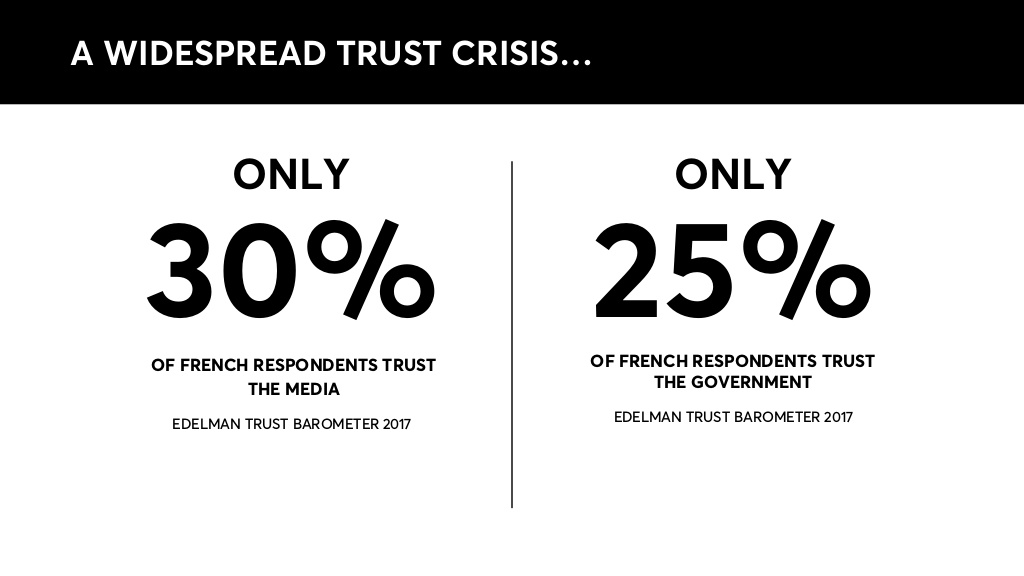 A WIDESPREAD TRUST CRISIS...
ONLY
30%
OF FRENCH RESPONDENTS TRUST
THE MEDIA
EDELMAN TRUST BAROMETER 2017
ONLY
25%
OF FRENCH RESPONDENTS TRUST
THE GOVERNMENT
EDELMAN TRUST BAROMETER 2017